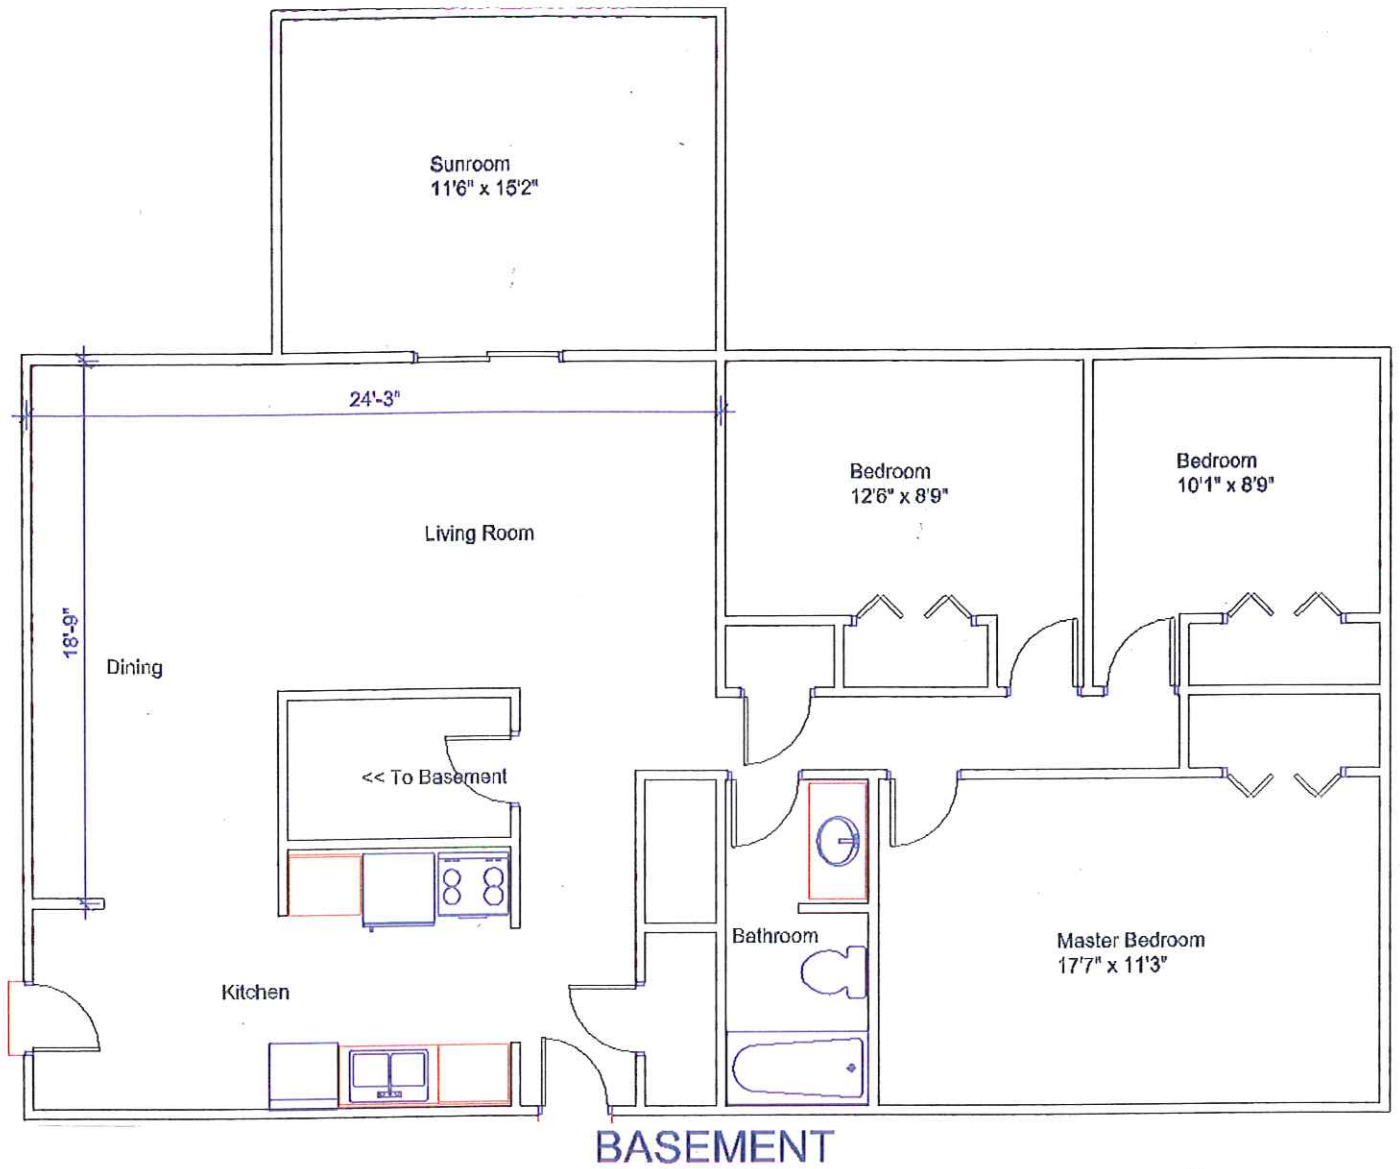 Sunroom
11'6" x 15'2"
24'-3"
Bedroom
12'6" x 8'9"
Bedroom
10'1" x 8'9"
Living Room
18'-9"
Dining
<< To Basement
Bathroom
Master Bedroom
17'7" x 11'3"
Kitchen
BASEMENT